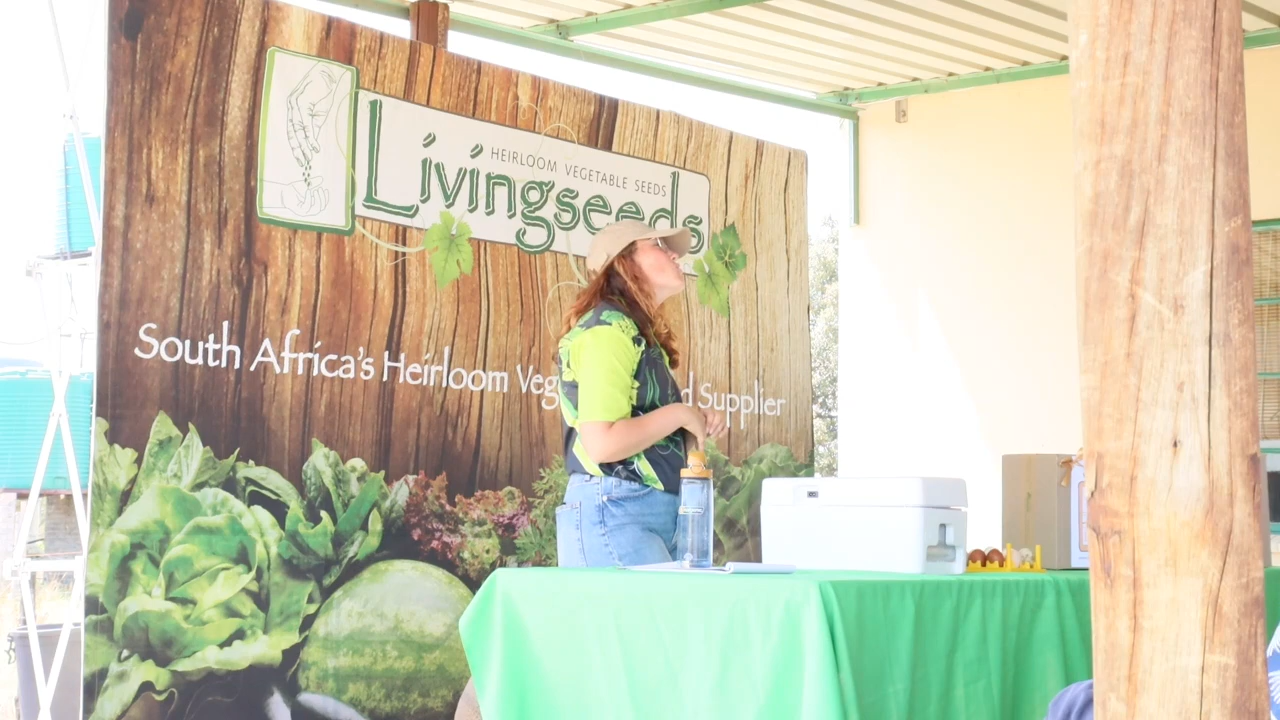 HEIRLOOM VEGETABLE SEEDS
Livingseeds
South Africa's Heirloom Veg d Supplier